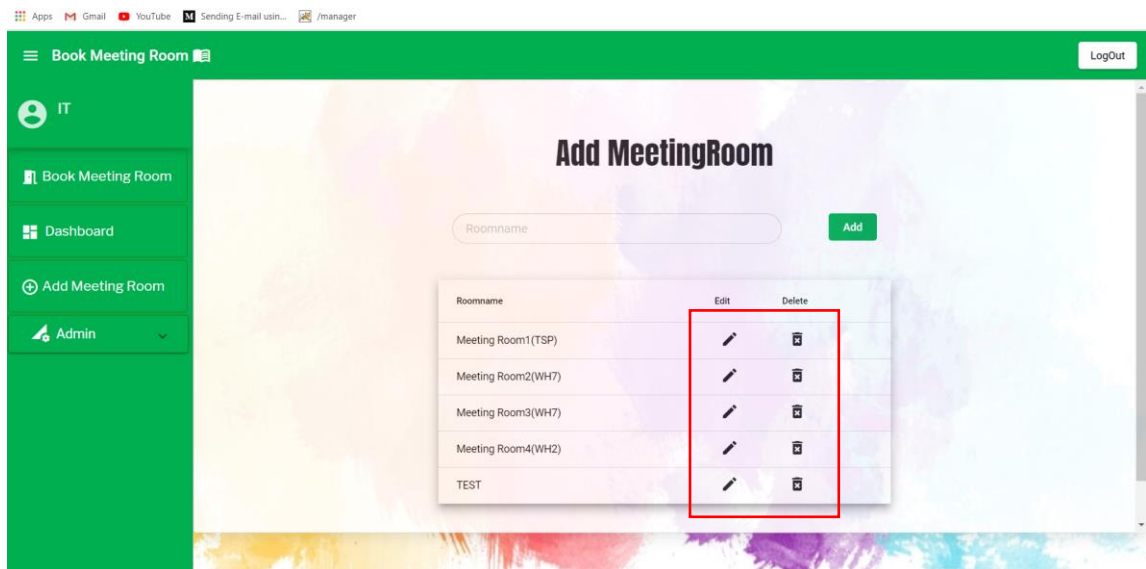 Apps Gmail YouTube Sending E-mail usin... /manager
Book Meeting Room LogOut
IT
Book Meeting Room
Dashboard
Add Meeting Room
Admin
Add MeetingRoom
Roomname Add
Roomname Edit Delete
Meeting Room1(TSP)
Meeting Room2(WH7)
Meeting Room3(WH7)
Meeting Room4(WH2)
TEST